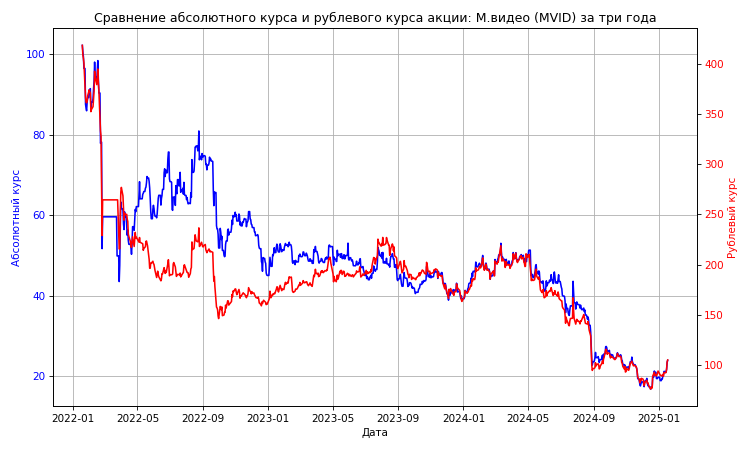 Сравнение абсолютного курса и рублевого курса акции: М.видео (MVID) за три года
Абсолютный курс
100
80
60
40
20
Рублевый курс
400
350
300
250
200
150
100
2022-01 2022-05 2022-09 2023-01 2023-05 2023-09 2024-01 2024-05 2024-09 2025-01
Дата